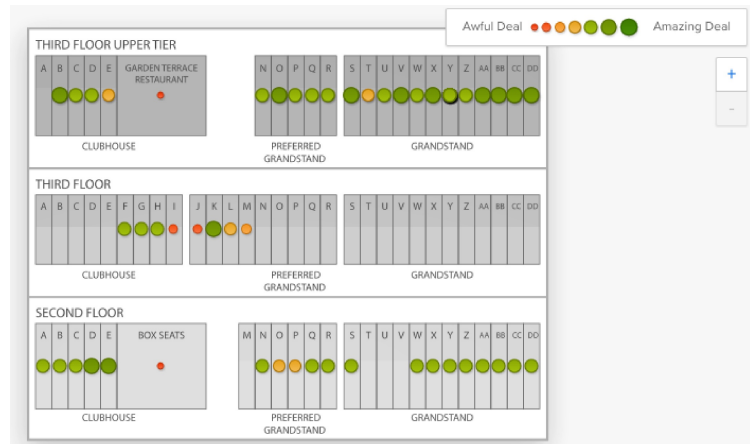 Awful Deal Amazing Deal
+
-
THIRD FLOOR UPPER TIER
A B C D E GARDEN TERRACE N O P Q R S T U V W X Y Z AA BB CC DD
RESTAURANT
CLUBHOUSE PREFERRED GRANDSTAND
GRANDSTAND
THIRD FLOOR
A B C D E F G H I J K L M N O P Q R S T U V W X Y Z AA BB CC DD
CLUBHOUSE PREFERRED GRANDSTAND
GRANDSTAND
SECOND FLOOR
A B C D E BOX SEATS M N O P Q R S T U V W X Y Z AA BB CC DD
CLUBHOUSE PREFERRED GRANDSTAND
GRANDSTAND